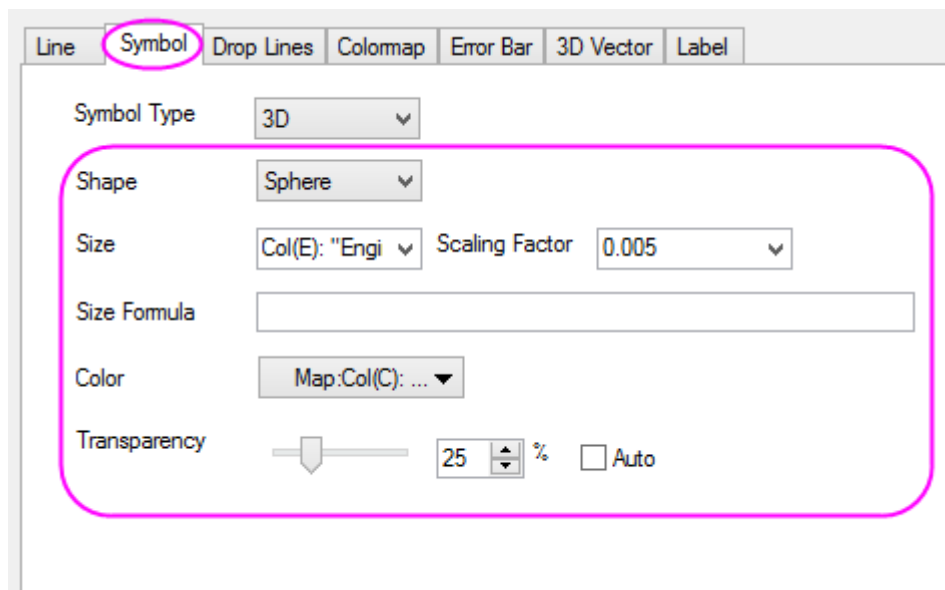 Line Symbol Drop Lines Colormap Error Bar 3D Vector Label
Symbol Type 3D
Shape Sphere
Size Col(E): "Engi Scaling Factor 0.005
Size Formula
Color Map:Col(C): ...
Transparency 25 % Auto